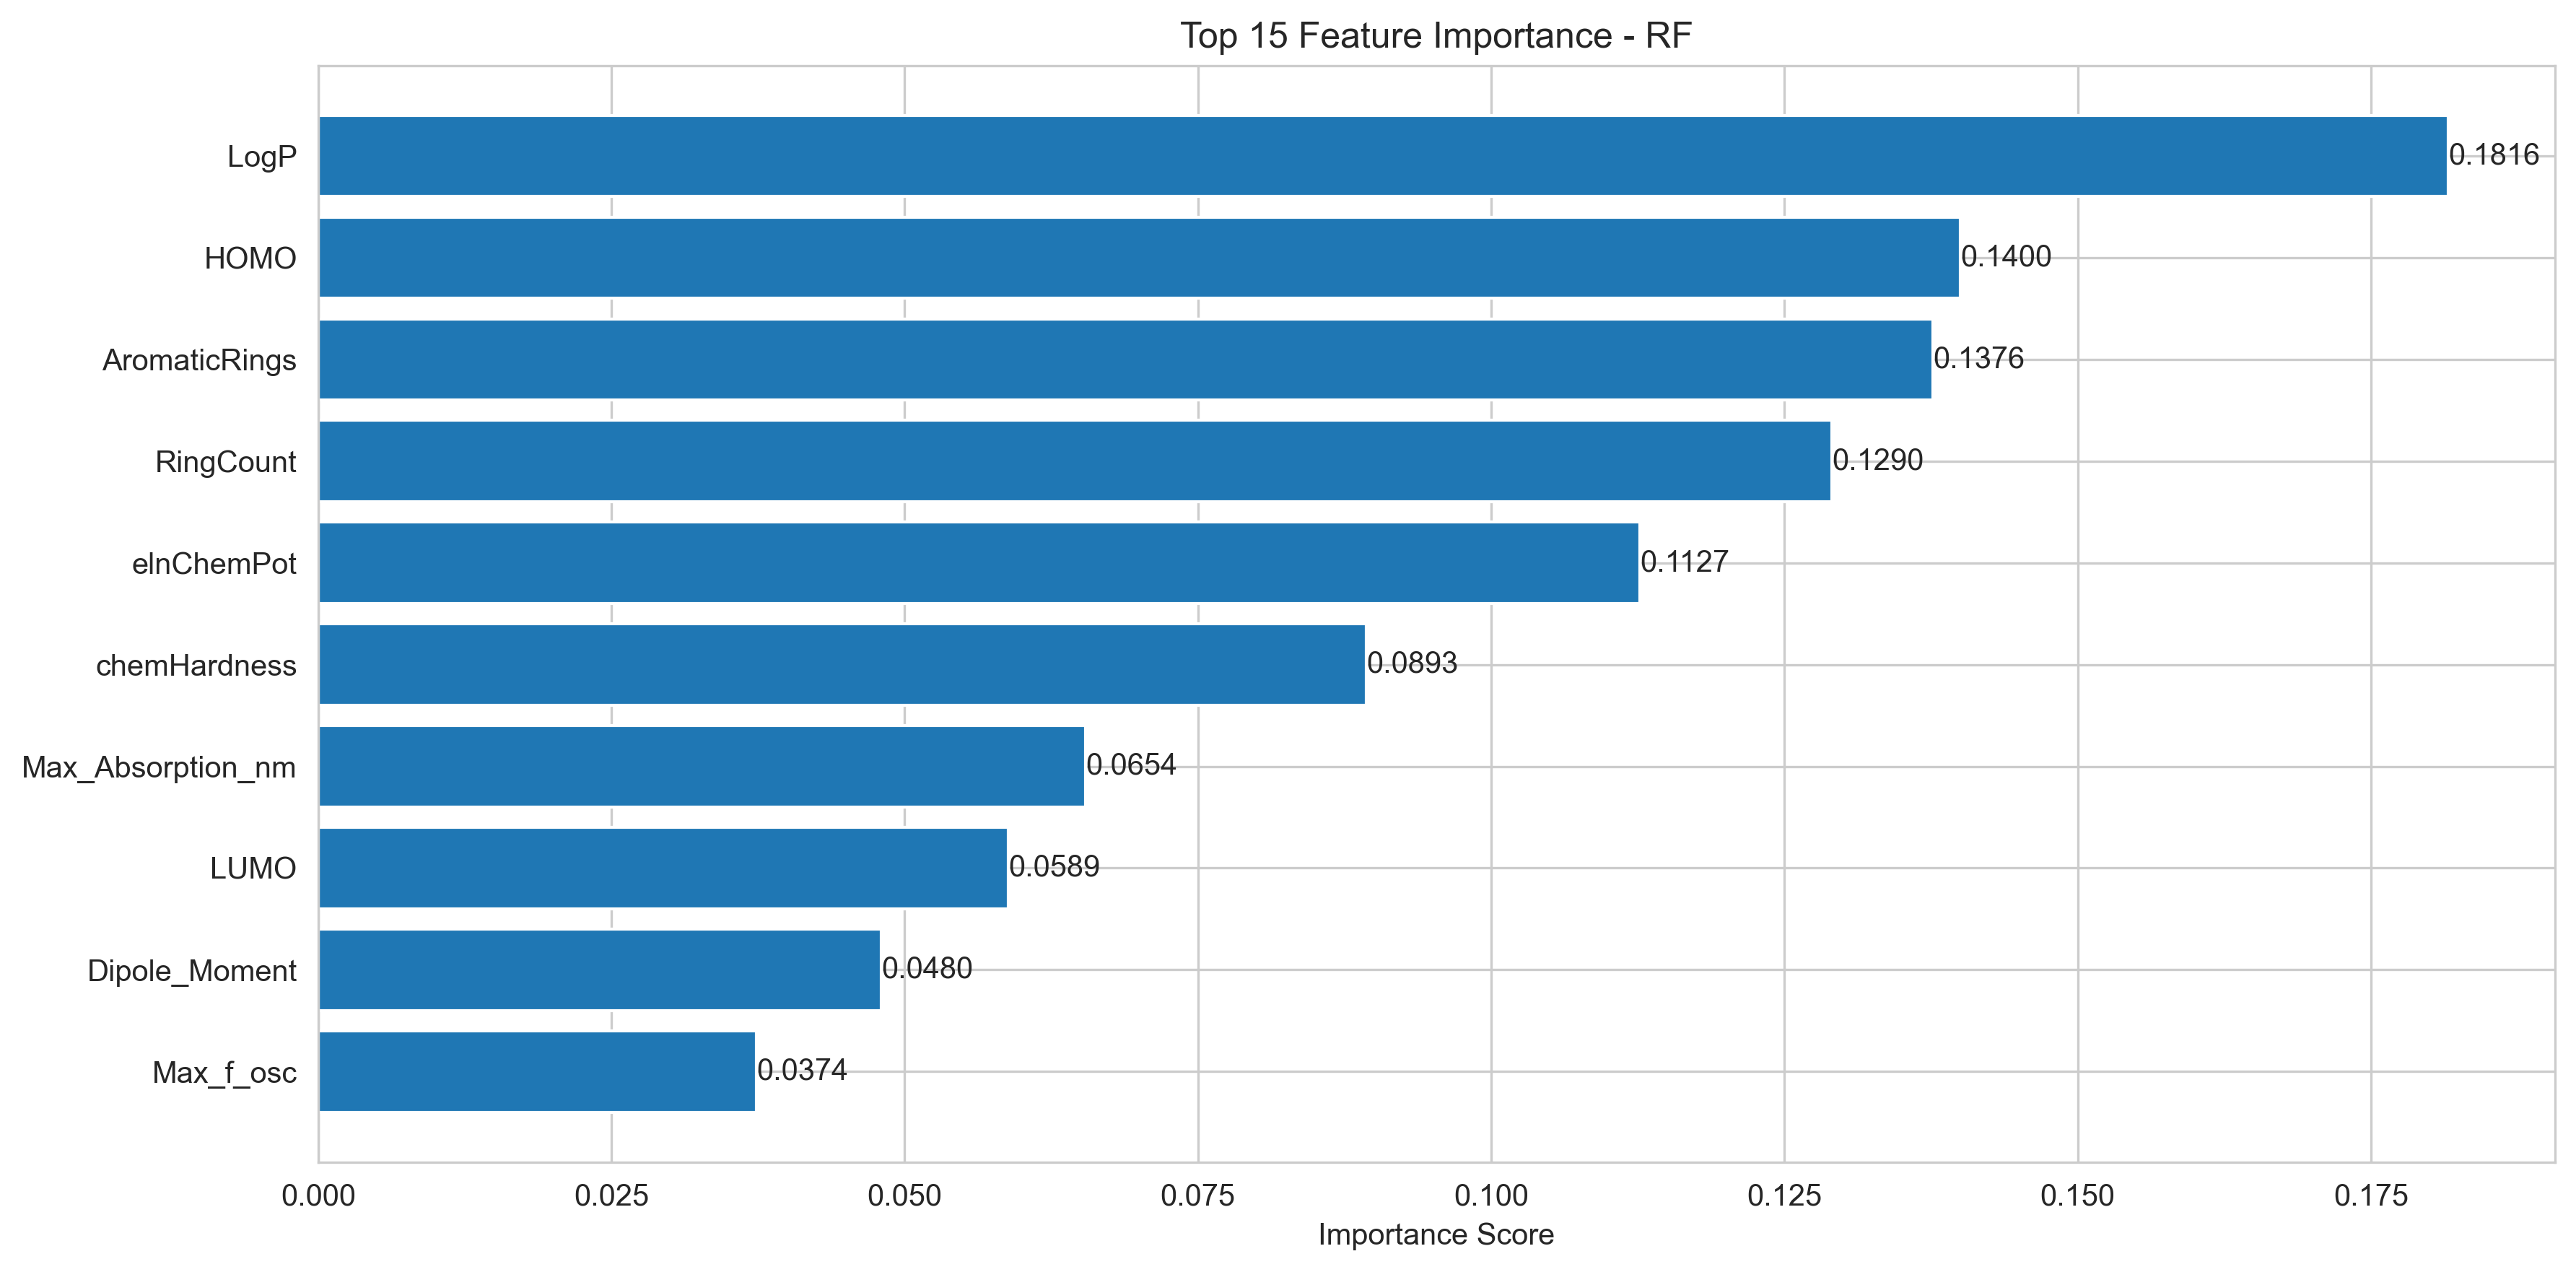 Top 15 Feature Importance - RF
LogP
0.1816
HOMO
0.1400
AromaticRings
0.1376
RingCount
0.1290
elnChemPot
0.1127
chemHardness
0.0893
Max_Absorption_nm
0.0654
LUMO
0.0589
Dipole_Moment
0.0480
Max_f_osc
0.0374
0.000 0.025 0.050 0.075 0.100 0.125 0.150 0.175
Importance Score